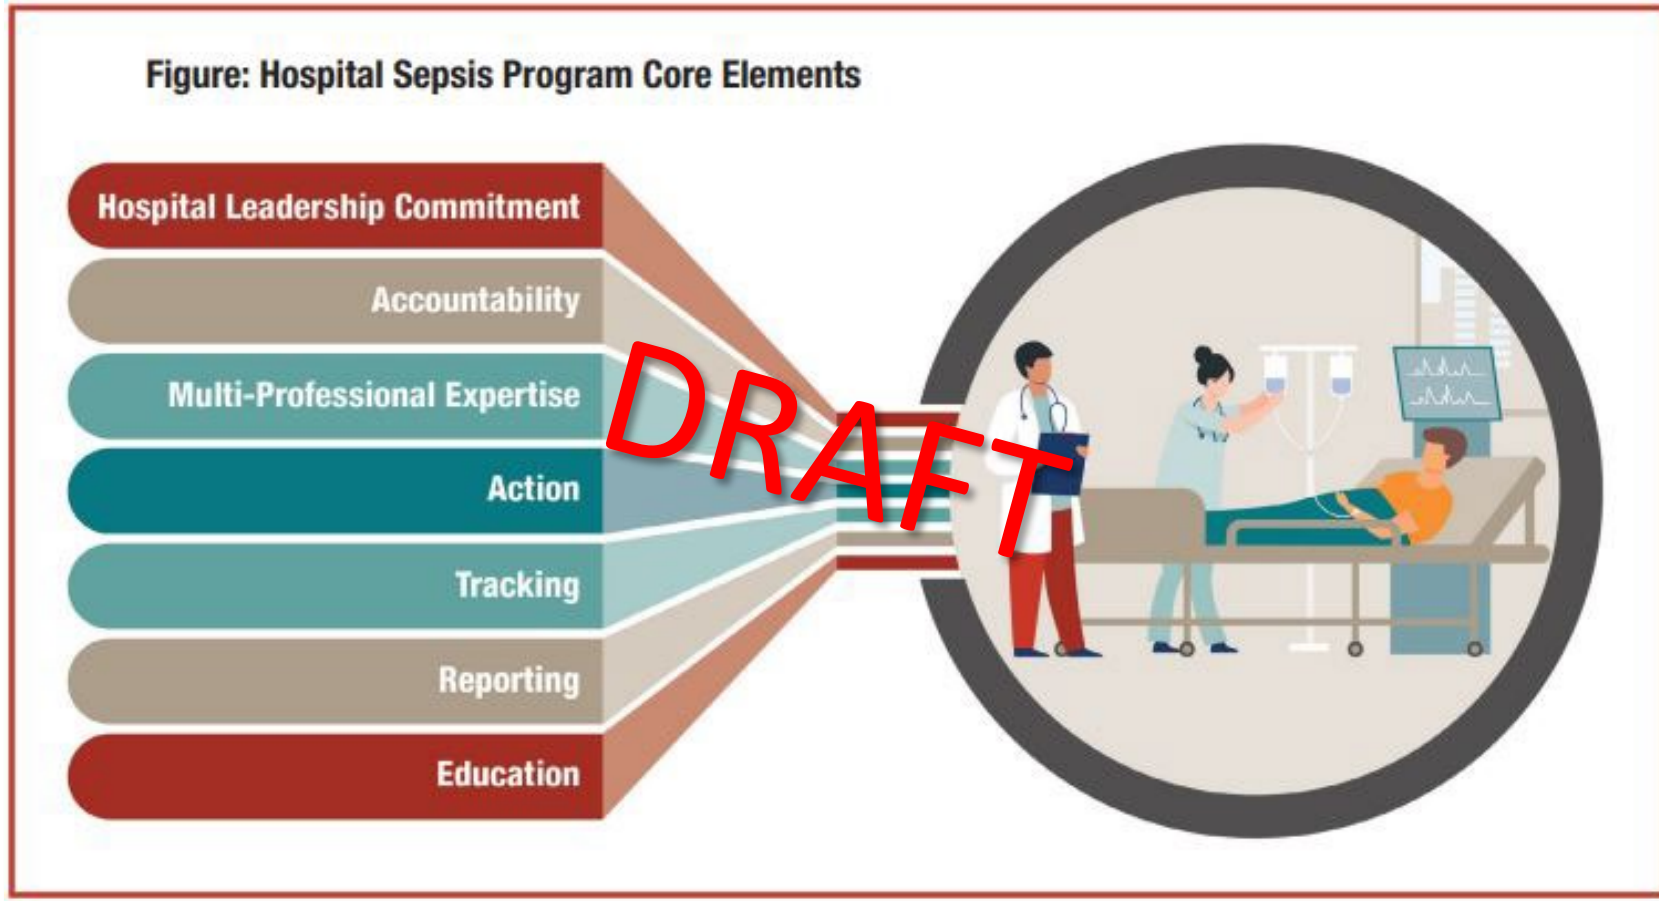 Figure: Hospital Sepsis Program Core Elements
Hospital Leadership Commitment
Accountability
Multi-Professional Expertise
Action
Tracking
Reporting
Education
DRAFT